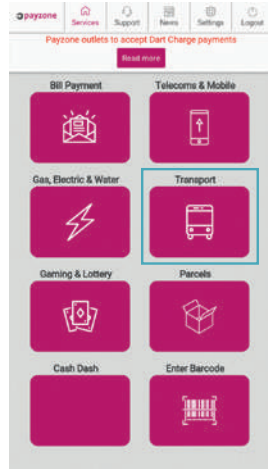 payzone
Services
Support
News
Settings
Logout
Payzone outlets to accept Dart Charge payments
Read more
Bill Payment
Telecoms & Mobile
Gas, Electric & Water
Transport
Gaming & Lottery
Parcels
Cash Dash
Enter Barcode